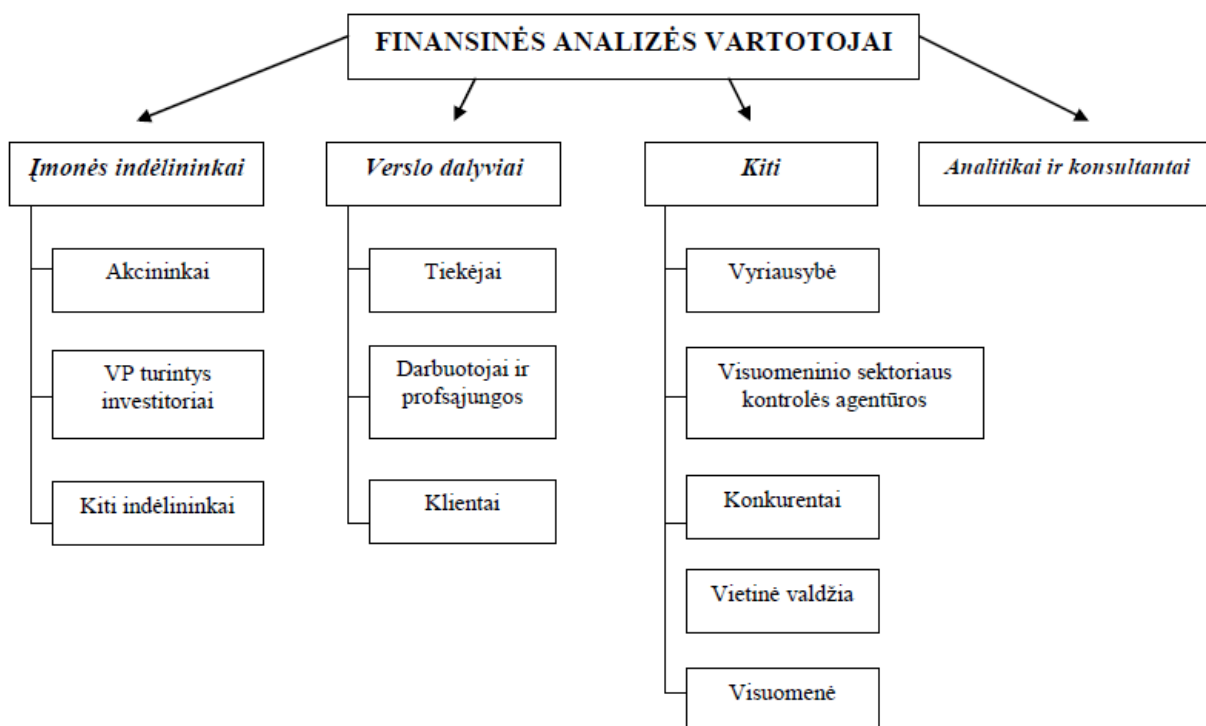 FINANSINĖS ANALIZĖS VARTOTOJAI
Įmonės indėlininkai
Akcininkai
VP turintys
investitoriai
Kiti indėlininkai
Verslo dalyviai
Tiekėjai
Darbuotojai ir
profsąjungos
Klientai
Kiti
Vyriausybė
Visuomeninio sektoriaus
kontrolės agentūros
Konkurentai
Vietinė valdžia
Visuomenė
Analitikai ir konsultantai